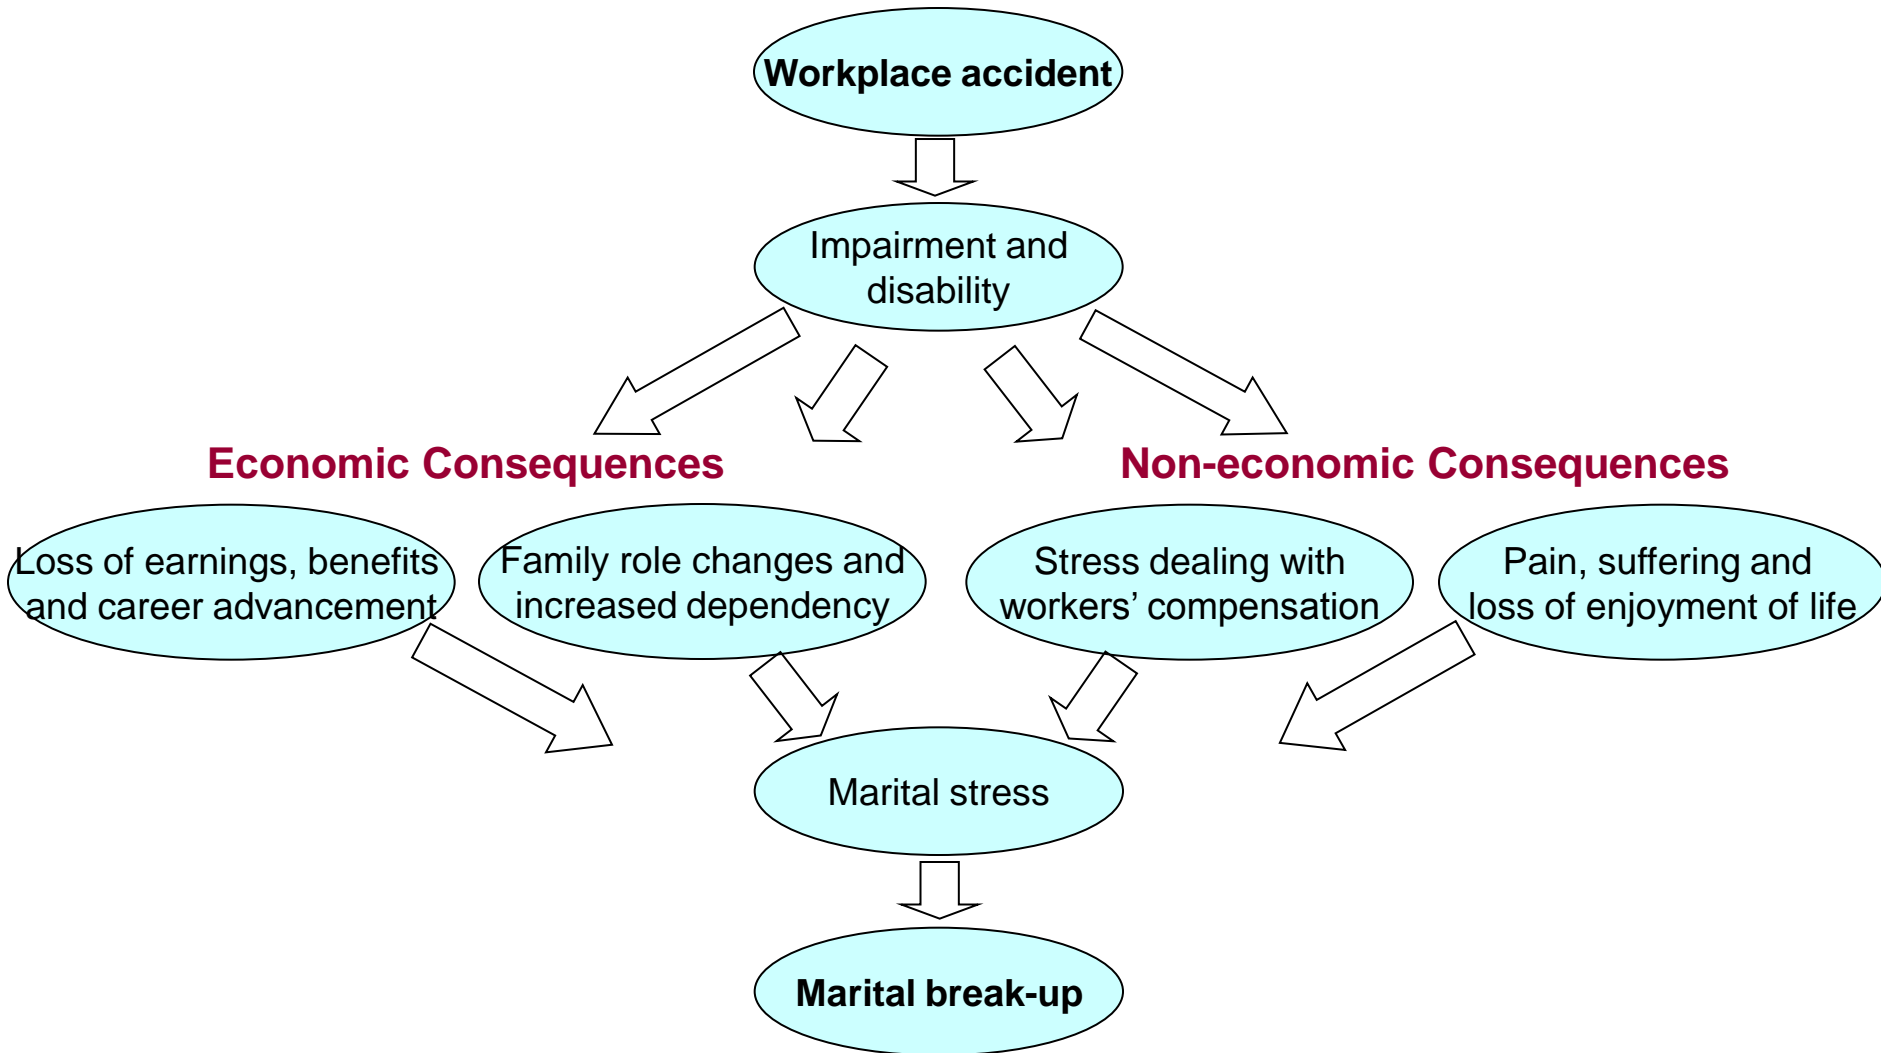 Workplace accident
Impairment and
disability
Economic Consequences
Non-economic Consequences
Loss of earnings, benefits
and career advancement
Family role changes and
increased dependency
Stress dealing with
workers’ compensation
Pain, suffering and
loss of enjoyment of life
Marital stress
Marital break-up